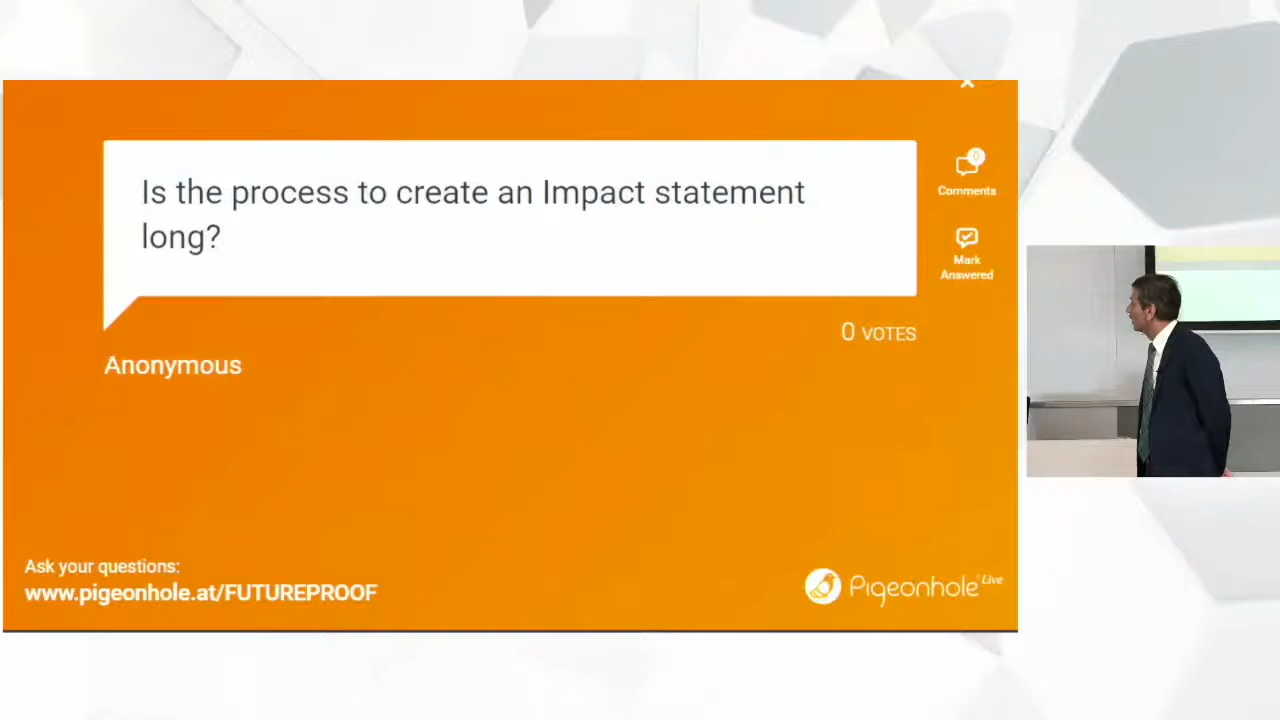 Is the process to create an Impact statement
long?
0
Comments
Mark
Answered
0 VOTES
Anonymous
Ask your questions:
www.pigeonhole.at/FUTUREPROOF
Pigeonhole Live